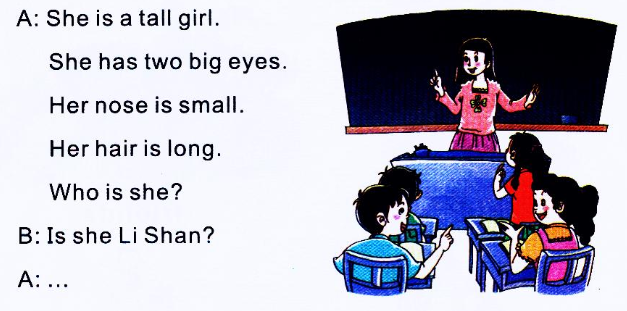 A: She is a tall girl.
She has two big eyes.
Her nose is small.
Her hair is long.
Who is she?
B: Is she Li Shan?
A: ...